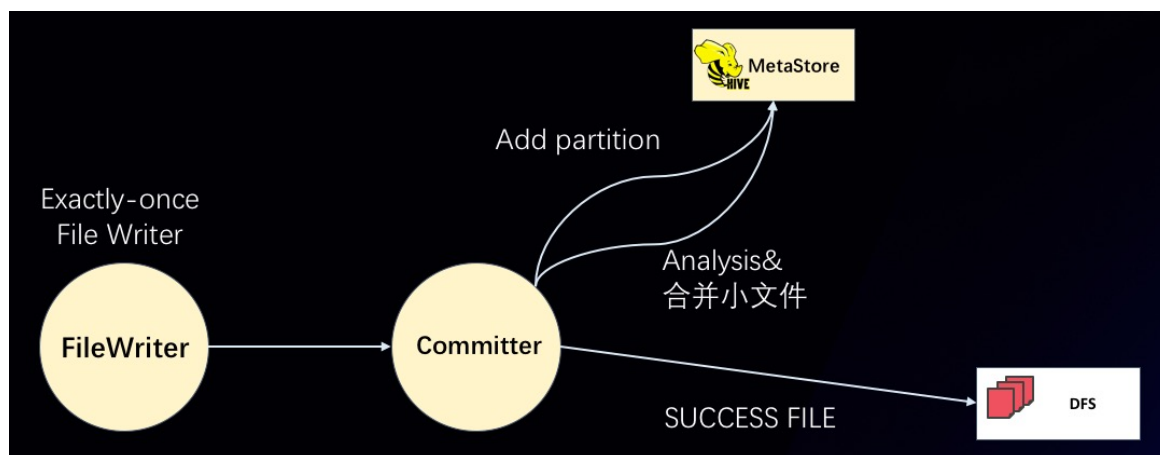 HIVE
MetaStore
Add partition
Exactly-once
File Writer
Analysis&
合并小文件
FileWriter
Committer
SUCCESS FILE
DFS